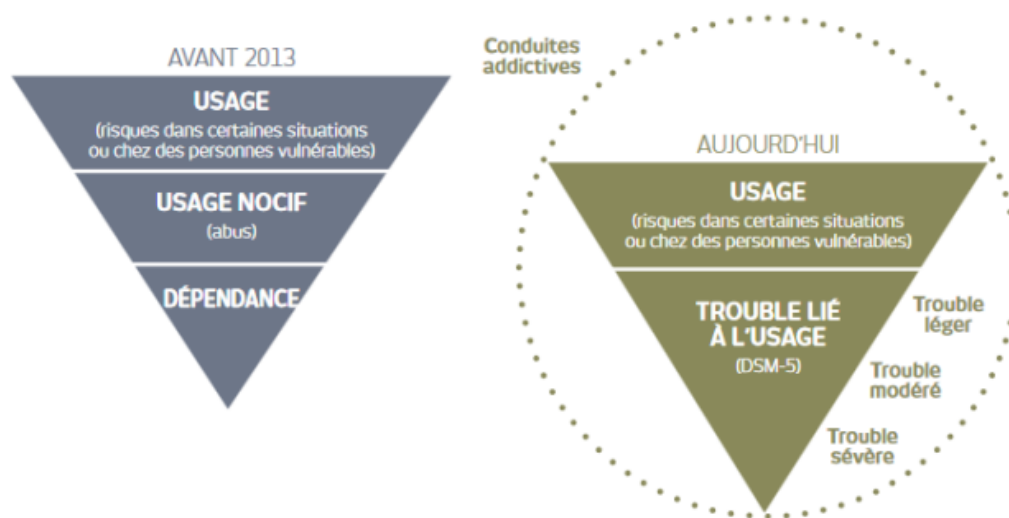 AVANT 2013
USAGE
(risques dans certaines situations
ou chez des personnes vulnérables)
USAGE NOCIF
(abus)
DÉPENDANCE
Conduites
addictives
AUJOURD'HUI
USAGE
(risques dans certaines situations
ou chez des personnes vulnérables)
TROUBLE LIÉ
À L'USAGE
(DSM-5)
Trouble
léger
Trouble
modéré
Trouble
sévère